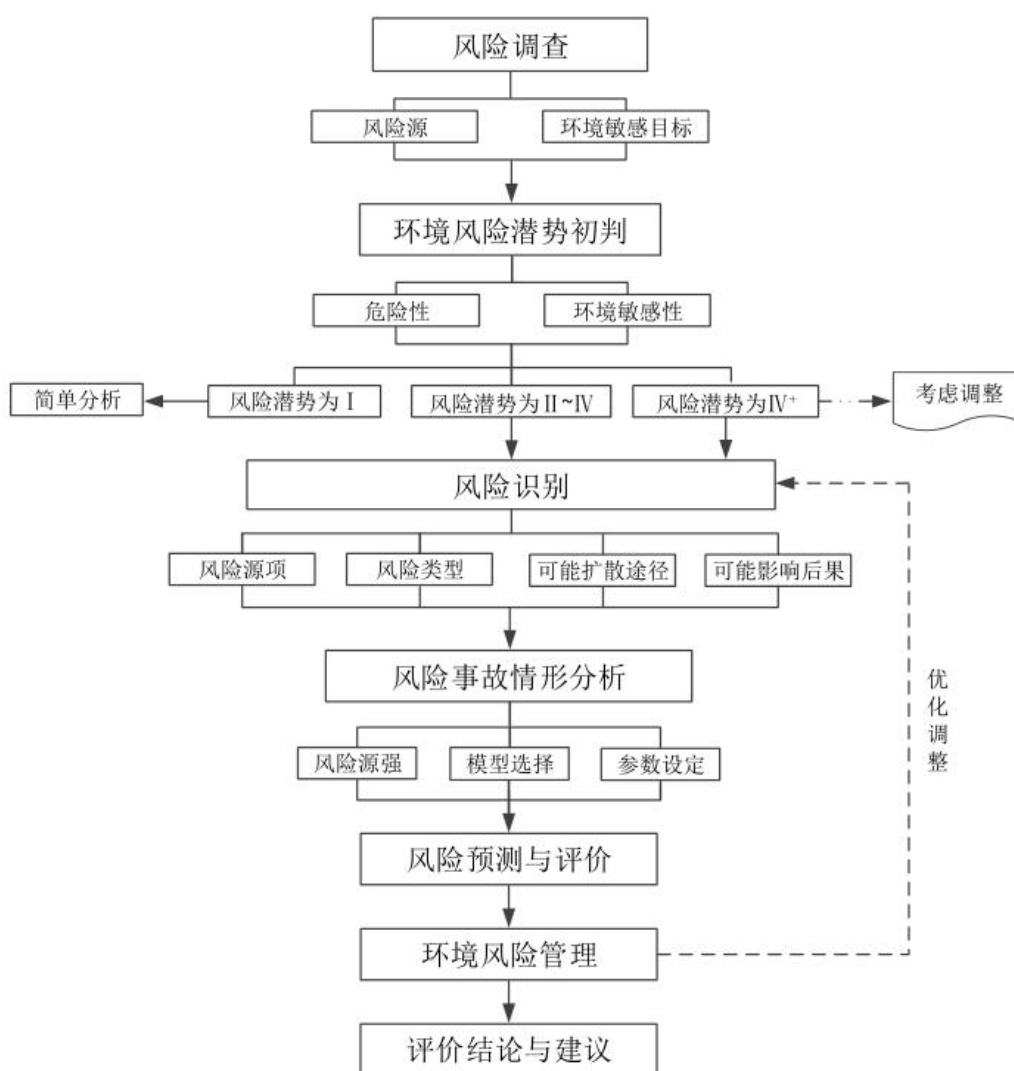 风险调查
风险源
环境敏感目标
环境风险潜势初判
危险性
环境敏感性
简单分析
风险潜势为Ⅰ
风险潜势为Ⅱ~Ⅳ
风险潜势为Ⅳ⁺
考虑调整
风险识别
风险源项
风险类型
可能扩散途径
可能影响后果
风险事故情形分析
优化调整
风险源强
模型选择
参数设定
风险预测与评价
环境风险管理
评价结论与建议